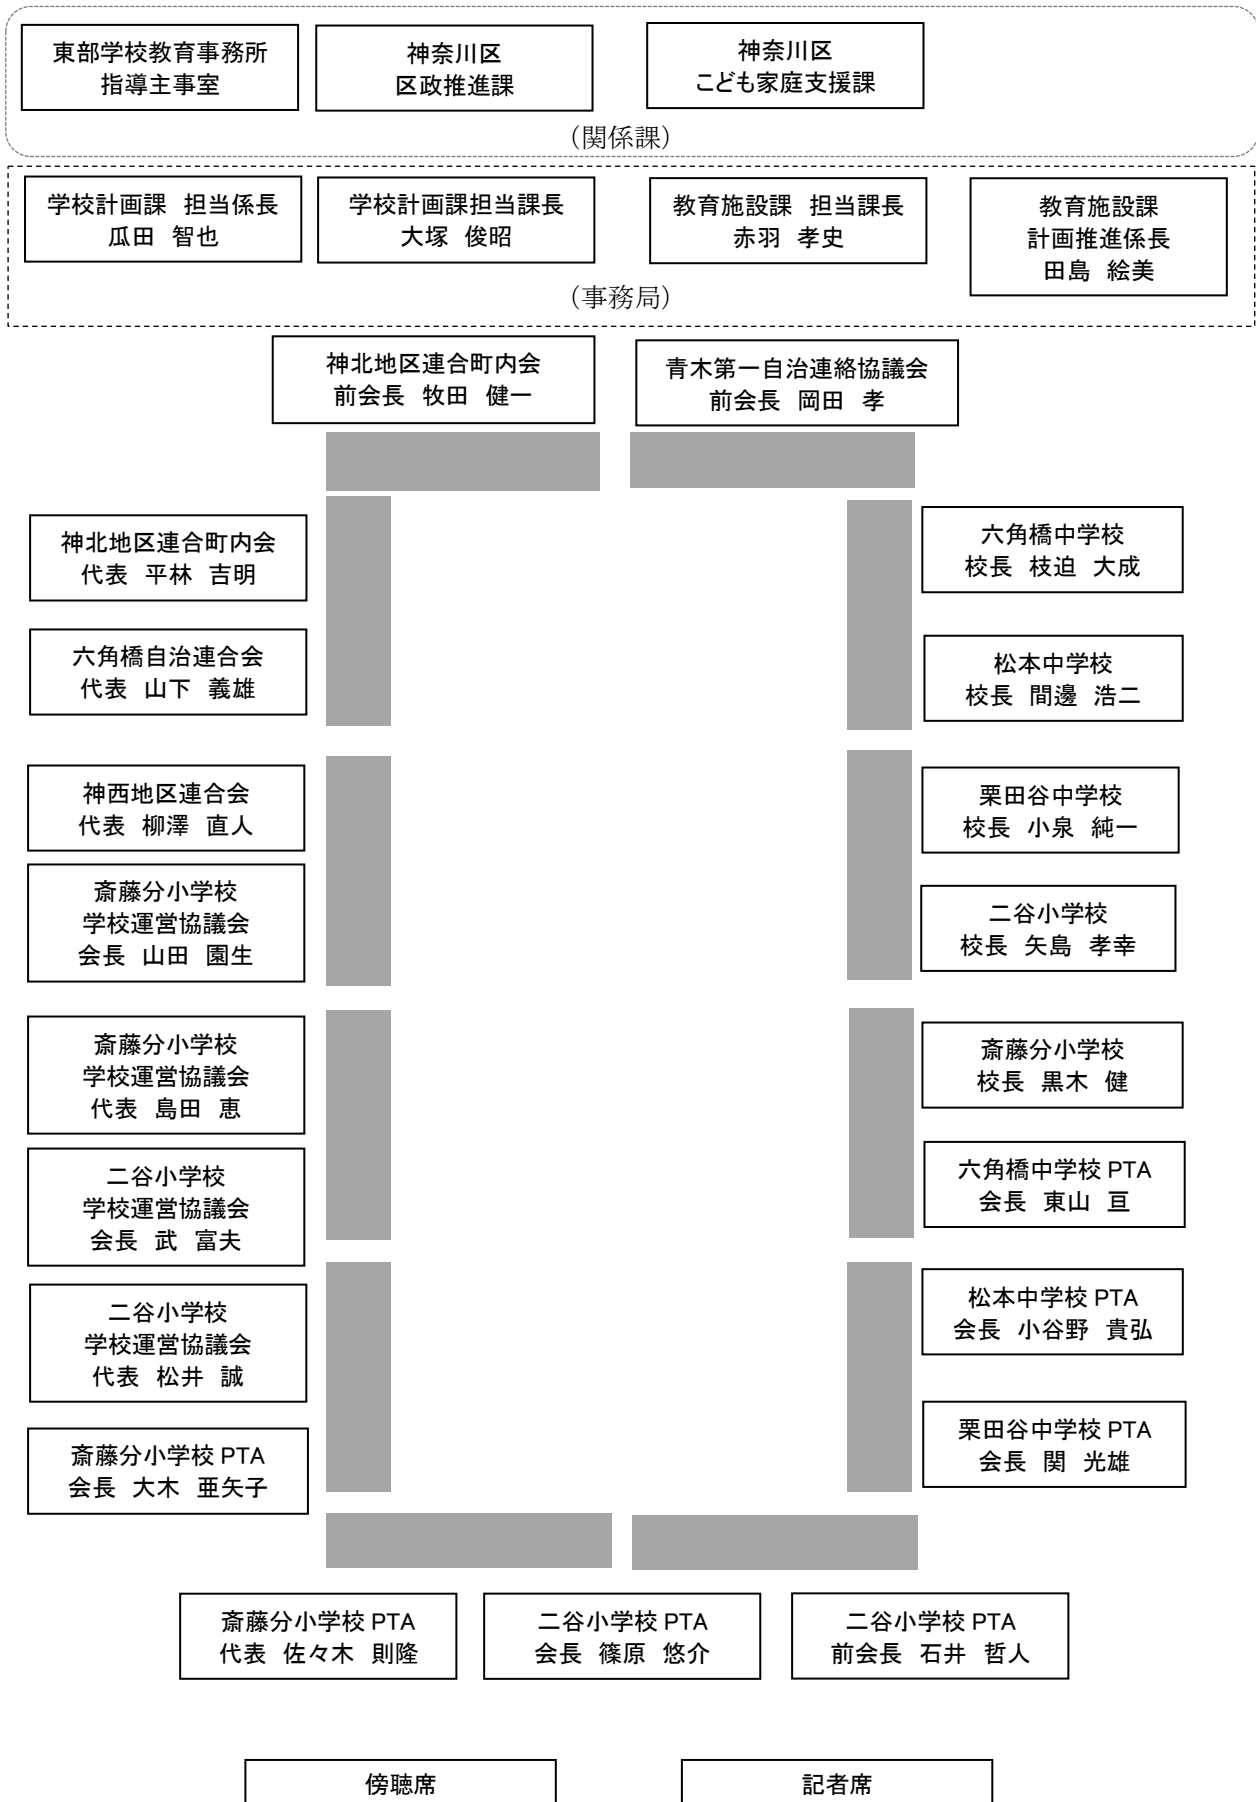 東部学校教育事務所
指導主事室
神奈川区
区政推進課
神奈川区
こども家庭支援課
（関係課）
学校計画課 担当係長
瓜田 智也
学校計画課担当課長
大塚 俊昭
教育施設課 担当課長
赤羽 孝史
教育施設課
計画推進係長
田島 絵美
（事務局）
神北地区連合町内会
前会長 牧田 健一
青木第一自治連絡協議会
前会長 岡田 孝
神北地区連合町内会
代表 平林 吉明
六角橋自治連合会
代表 山下 義雄
神西地区連合会
代表 柳澤 直人
斎藤分小学校
学校運営協議会
会長 山田 園生
斎藤分小学校
学校運営協議会
代表 島田 恵
二谷小学校
学校運営協議会
会長 武 富夫
二谷小学校
学校運営協議会
代表 松井 誠
斎藤分小学校 PTA
会長 大木 亜矢子
六角橋中学校
校長 枝迫 大成
松本中学校
校長 間邊 浩二
栗田谷中学校
校長 小泉 純一
二谷小学校
校長 矢島 孝幸
斎藤分小学校
校長 黒木 健
六角橋中学校 PTA
会長 東山 亘
松本中学校 PTA
会長 小谷野 貴弘
栗田谷中学校 PTA
会長 関 光雄
斎藤分小学校 PTA
代表 佐々木 則隆
二谷小学校 PTA
会長 篠原 悠介
二谷小学校 PTA
前会長 石井 哲人
傍聴席
記者席